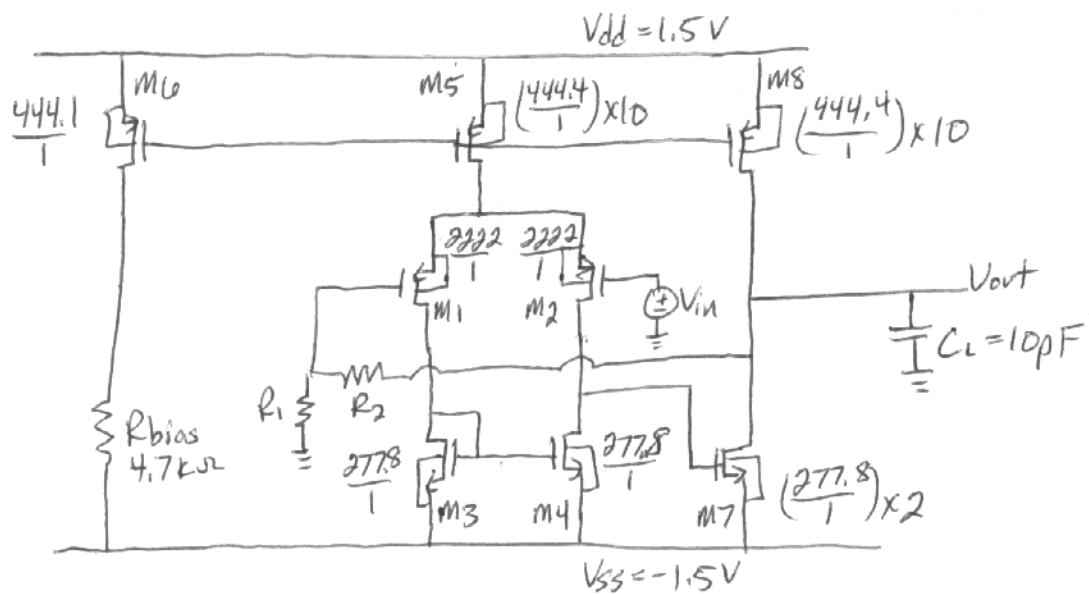 Vdd = 1.5 V
M6
M5
M8
444.1
1
(444.4/1) x10
(444.4/1) x 10
2222
1
2222
1
M1
M2
Vin
Vout
CL = 10pF
R1
R2
Rbias
4.7kΩ
277.8
1
277.8
1
M3
M4
M7
(277.8/1) x2
Vss = -1.5V